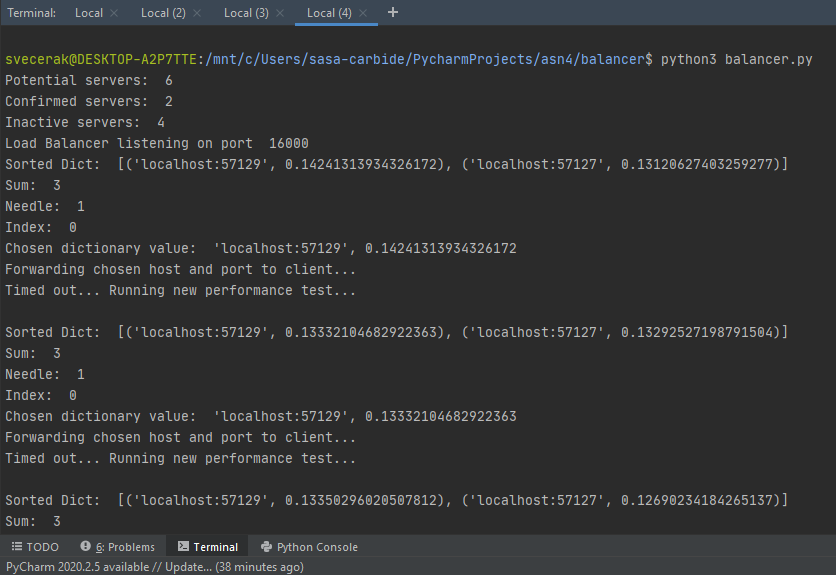 Terminal: Local × Local (2) × Local (3) × Local (4) × +
svecerak@DESKTOP-A2P7TTE:/mnt/c/Users/sasa-carbide/PycharmProjects/asn4/balancer$ python3 balancer.py
Potential servers:  6
Confirmed servers:  2
Inactive servers:  4
Load Balancer listening on port  16000
Sorted Dict:  [('localhost:57129', 0.14241313934326172), ('localhost:57127', 0.13120627403259277)]
Sum:  3
Needle:  1
Index:  0
Chosen dictionary value:  'localhost:57129', 0.14241313934326172
Forwarding chosen host and port to client...
Timed out... Running new performance test...
Sorted Dict:  [('localhost:57129', 0.13332104682922363), ('localhost:57127', 0.13292527198791504)]
Sum:  3
Needle:  1
Index:  0
Chosen dictionary value:  'localhost:57129', 0.13332104682922363
Forwarding chosen host and port to client...
Timed out... Running new performance test...
Sorted Dict:  [('localhost:57129', 0.13350296020507812), ('localhost:57127', 0.12690234184265137)]
Sum:  3
TODO 6: Problems Terminal Python Console
PyCharm 2020.2.5 available // Update... (38 minutes ago)